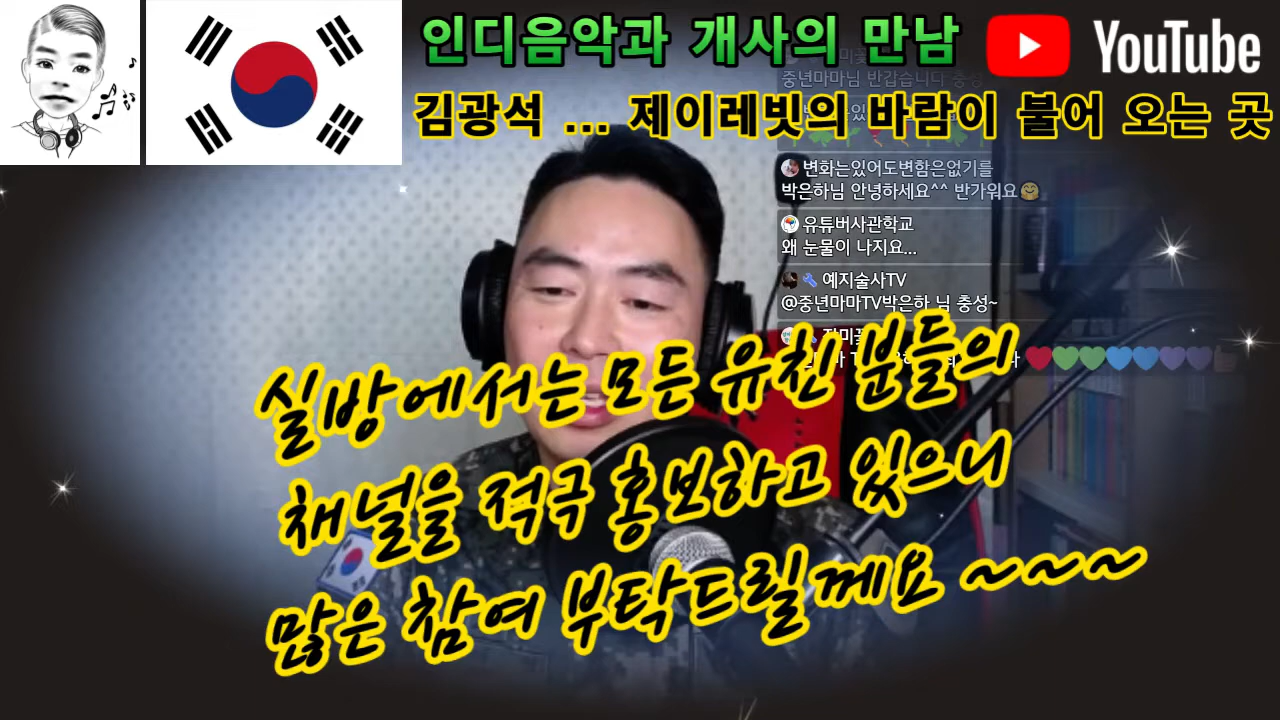 인디음악과 개사의 만남
YouTube
김광석 ... 제이레빗의 바람이 불어 오는 곳
중년마마님 반갑습니다 충성
변화는있어도변함은없기를
박은하님 안녕하세요^^ 반가워요🤗
유튜버사관학교
왜 눈물이 나지요...
예지술사TV
@중년마마TV박은하 님 충성~
실방에서는 모든 유친 분들의
채널을 적극 홍보하고 있으니
많은 참여 부탁드릴께요 ~~~